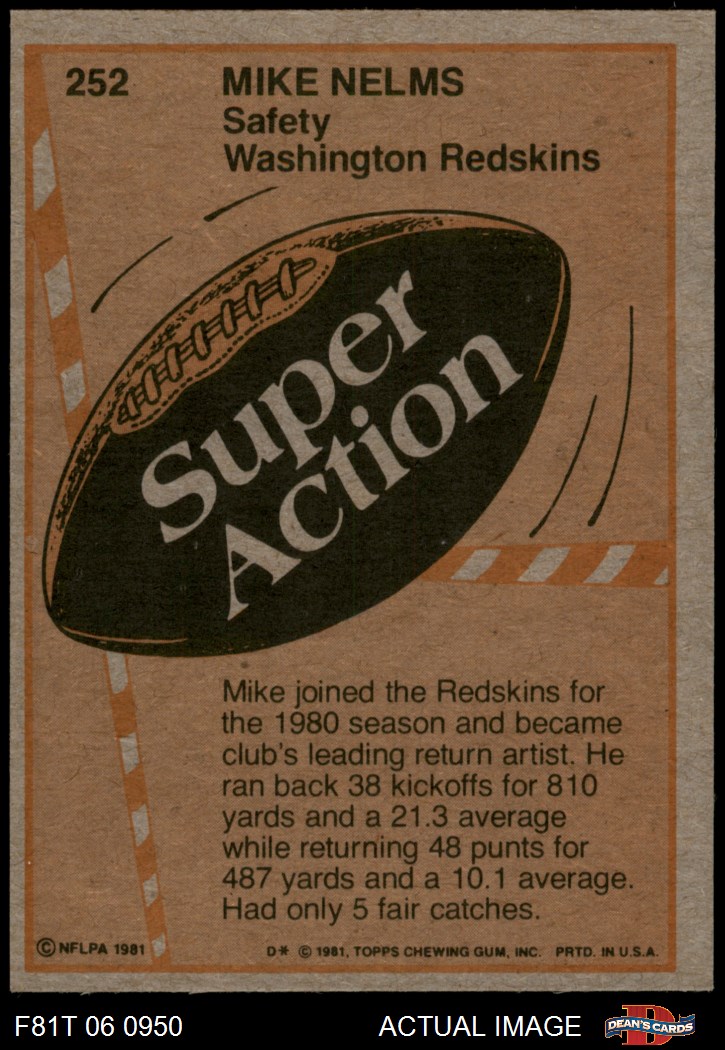 252
MIKE NELMS
Safety
Washington Redskins
Super
Action
Mike joined the Redskins for
the 1980 season and became
club's leading return artist. He
ran back 38 kickoffs for 810
yards and a 21.3 average
while returning 48 punts for
487 yards and a 10.1 average.
Had only 5 fair catches.
© NFLPA 1981
D* © 1981, TOPPS CHEWING GUM, INC. PRTD. IN U.S.A.
F81T 06 0950
ACTUAL IMAGE
D
DEAN'S CARDS